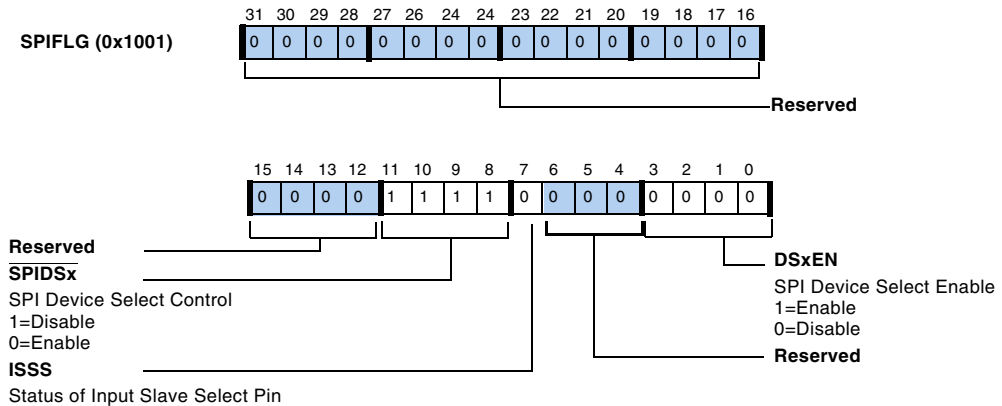 31 30 29 28 27 26 24 24 23 22 21 20 19 18 17 16
SPIFLG (0x1001)
0 0 0 0 0 0 0 0 0 0 0 0 0 0 0 0
Reserved
15 14 13 12 11 10 9 8 7 6 5 4 3 2 1 0
0 0 0 0 1 1 1 1 0 0 0 0 0 0 0 0
Reserved
SPIDSx
SPI Device Select Control
1=Disable
0=Enable
ISSS
Status of Input Slave Select Pin
DSxEN
SPI Device Select Enable
1=Enable
0=Disable
Reserved